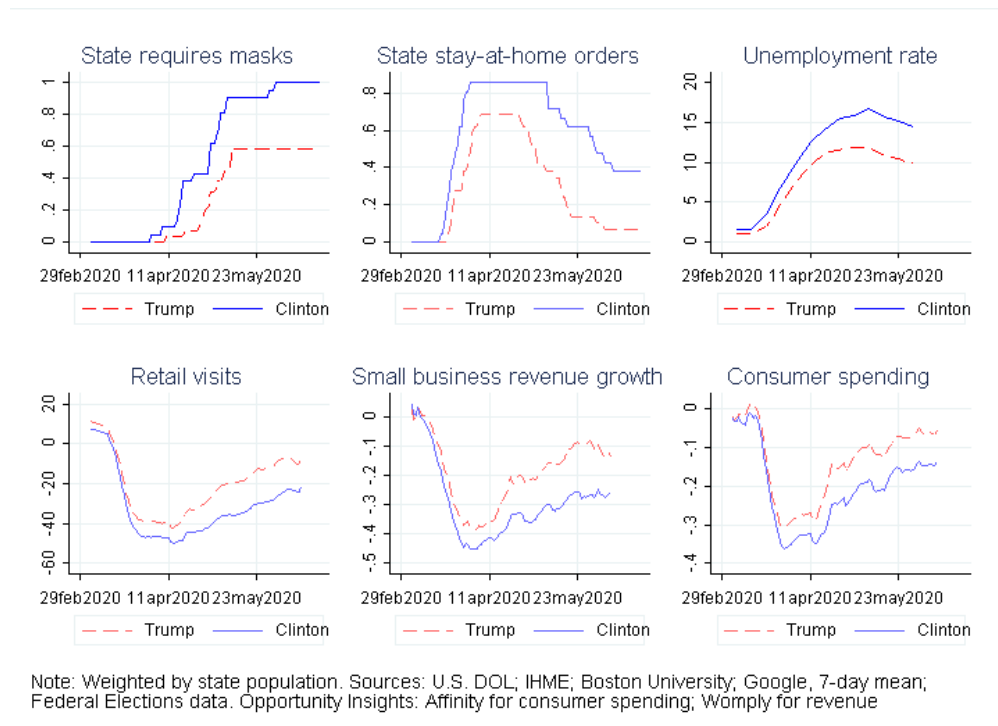 State requires masks
1
.8
.6
.4
.2
0
29feb2020 11apr2020 23may2020
Trump Clinton
State stay-at-home orders
.8
.6
.4
.2
0
29feb2020 11apr2020 23may2020
Trump Clinton
Unemployment rate
20
15
10
5
0
29feb2020 11apr2020 23may2020
Trump Clinton
Retail visits
20
0
-20
-40
-60
29feb2020 11apr2020 23may2020
Trump Clinton
Small business revenue growth
0
-.1
-.2
-.3
-.4
-.5
29feb2020 11apr2020 23may2020
Trump Clinton
Consumer spending
0
-.1
-.2
-.3
-.4
29feb2020 11apr2020 23may2020
Trump Clinton
Note: Weighted by state population. Sources: U.S. DOL; IHME; Boston University; Google, 7-day mean;
Federal Elections data. Opportunity Insights: Affinity for consumer spending; Womply for revenue